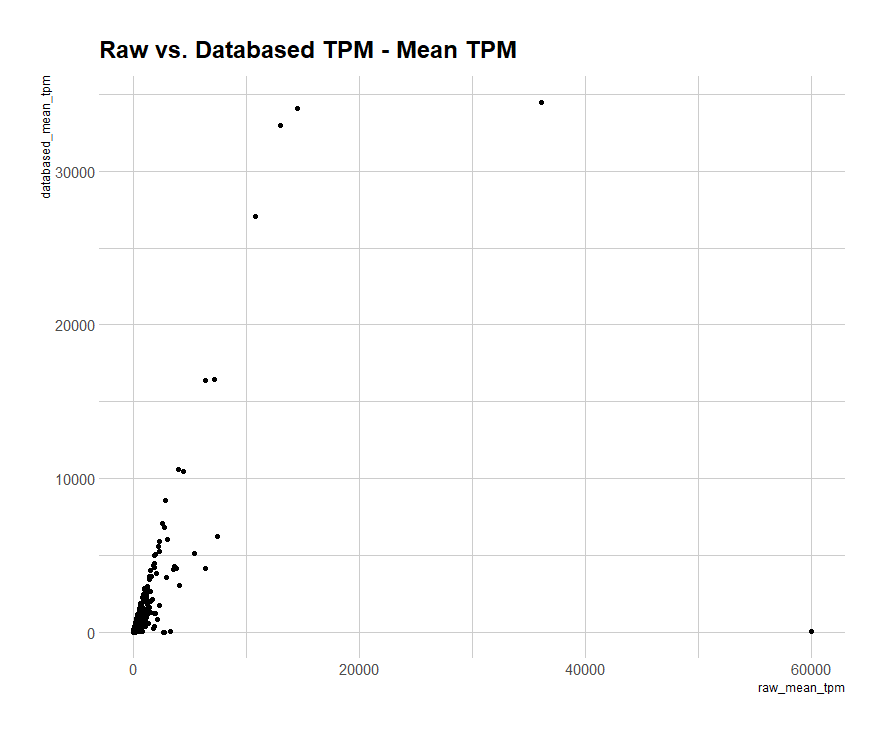 Raw vs. Databased TPM - Mean TPM
databased_mean_tpm
30000
20000
10000
0
0 20000 40000 60000
raw_mean_tpm